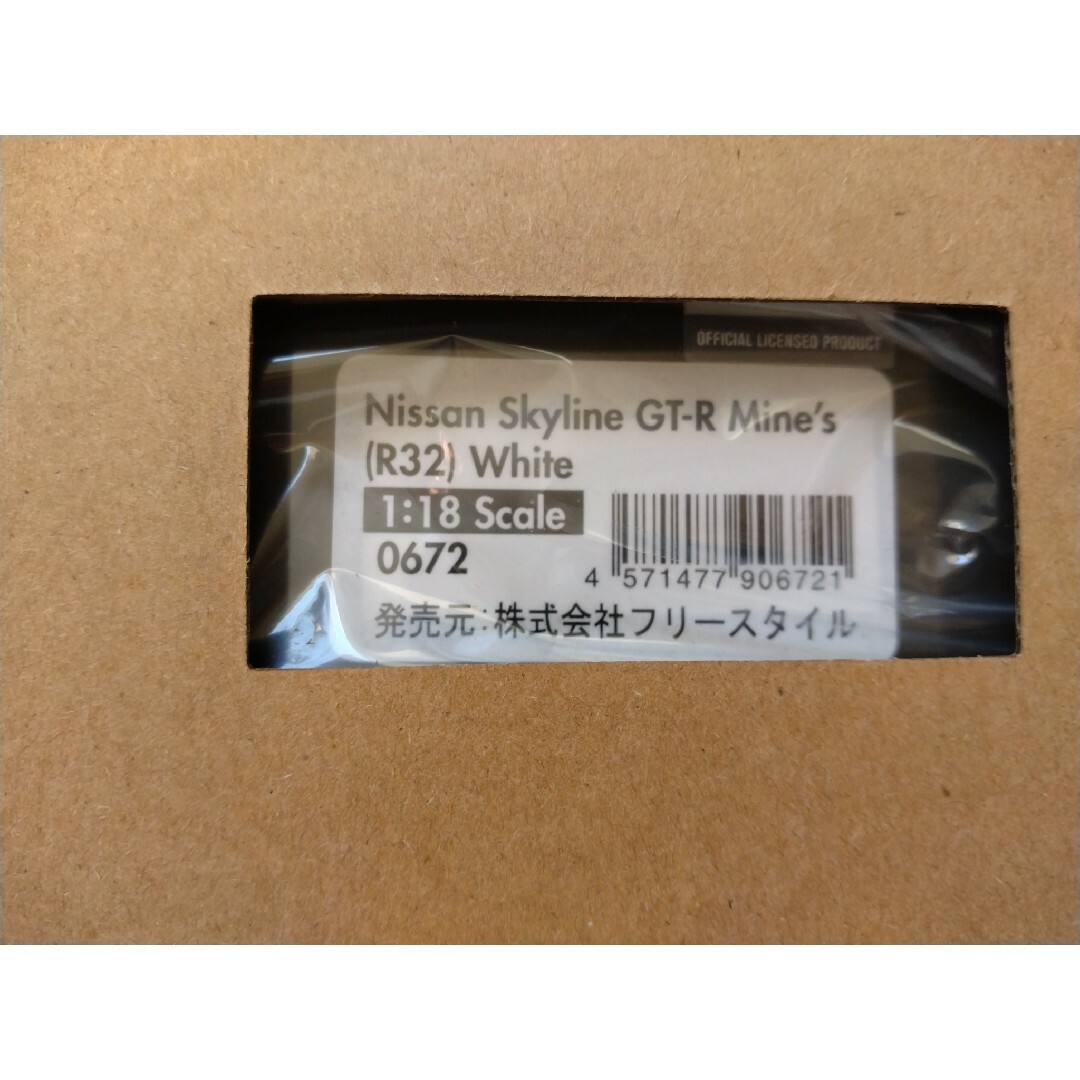 OFFICIAL LICENSED PRODUCT
Nissan Skyline GT-R Mine's
(R32) White
1:18 Scale
0672
4 571477 906721
発売元:株式会社フリースタイル